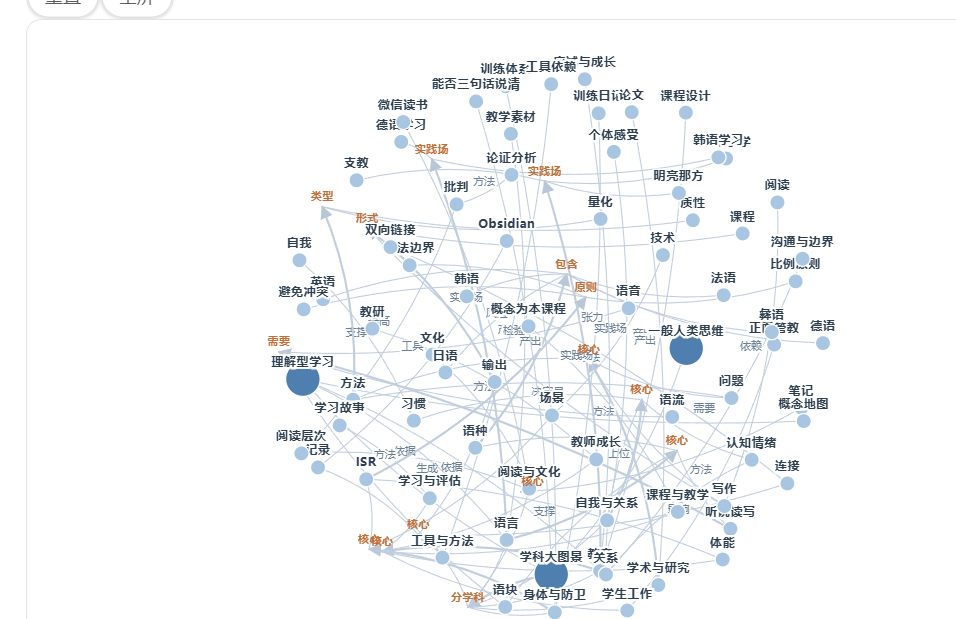 重置 全屏
训练体系 工具依赖 成长
能否三句话说清
微信读书
训练日 论文 课程设计
德语学习
教学素材
个体感受
韩语学习
实践场
支教
论证分析
实践场
类型
批判
方法
明亮那方
阅读
形式
量化
质性
双向链接
Obsidian
课程
自我
法边界
技术
沟通与边界
包含
比例原则
英语
韩语
原则
语音
法语
避免冲突
概念为本课程
教研
张力
彝语
支撑
实践场
产出
一般人类思维
德语
需要
工具
文化
产出
核心
依赖
理解型学习
日语
输出
实践场
方法
核心
问题
笔记
学习故事
习惯
场景
方法
语流
需要
概念地图
阅读层次
语种
教师成长
核心
认知情绪
记录
方法
依据
上位
ISR
生成
依据
阅读与文化
方法
连接
学习与评估
核心
课程与教学
写作
核心
语言
支撑
自我与关系
听说读写
核心
核心
工具与方法
学科大图景
关系
体能
学术与研究
分学科
语块
身体与防卫
学生工作